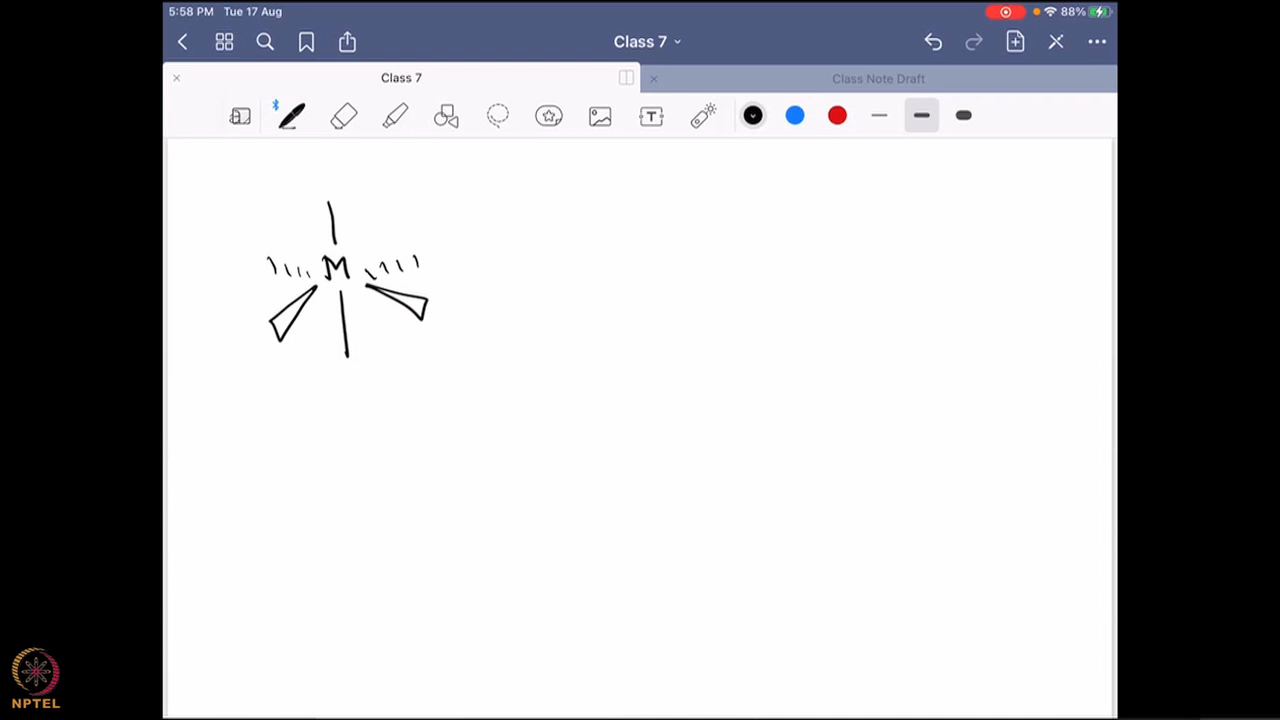 5:58 PM Tue 17 Aug 88%
Class 7
Class 7 Class Note Draft
T
M
NPTEL